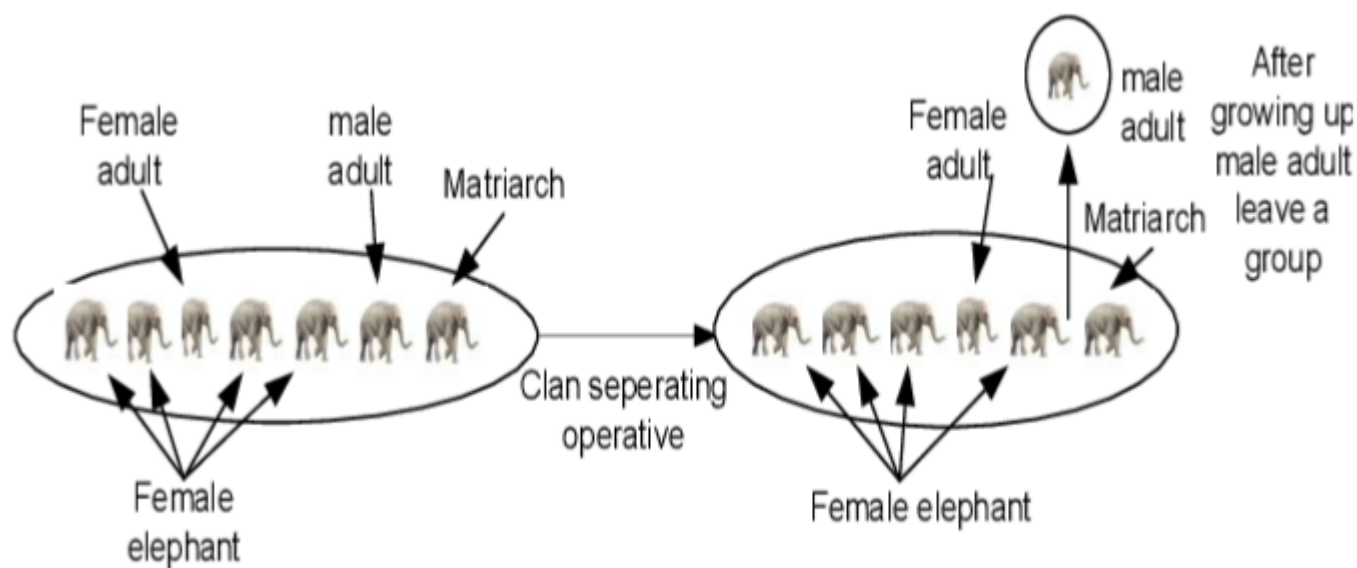 Female
adult
male
adult
Matriarch
Female
elephant
Clan seperating
operative
Female
adult
male
adult
After
growing up
male adult
leave a
group
Matriarch
Female elephant